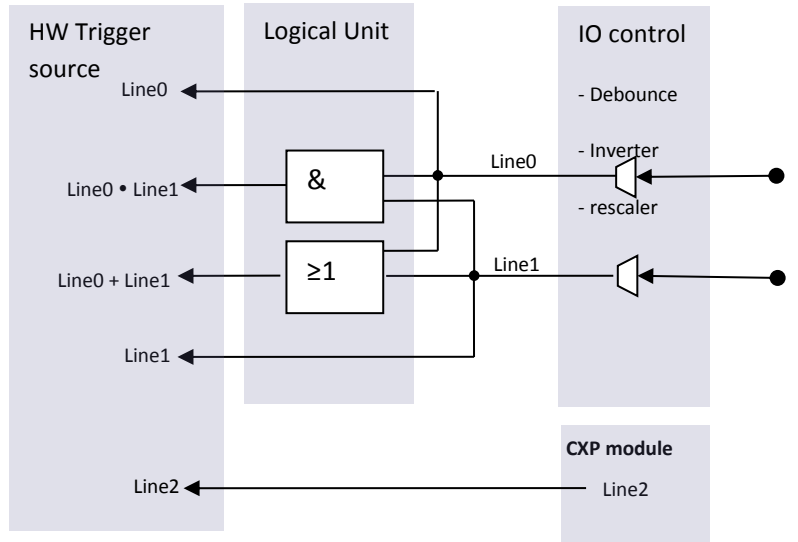 HW Trigger
source
Logical Unit
IO control
Line0
- Debounce
- Inverter
- rescaler
Line0
&
Line0 • Line1
≥1
Line1
Line0 + Line1
Line1
CXP module
Line2
Line2